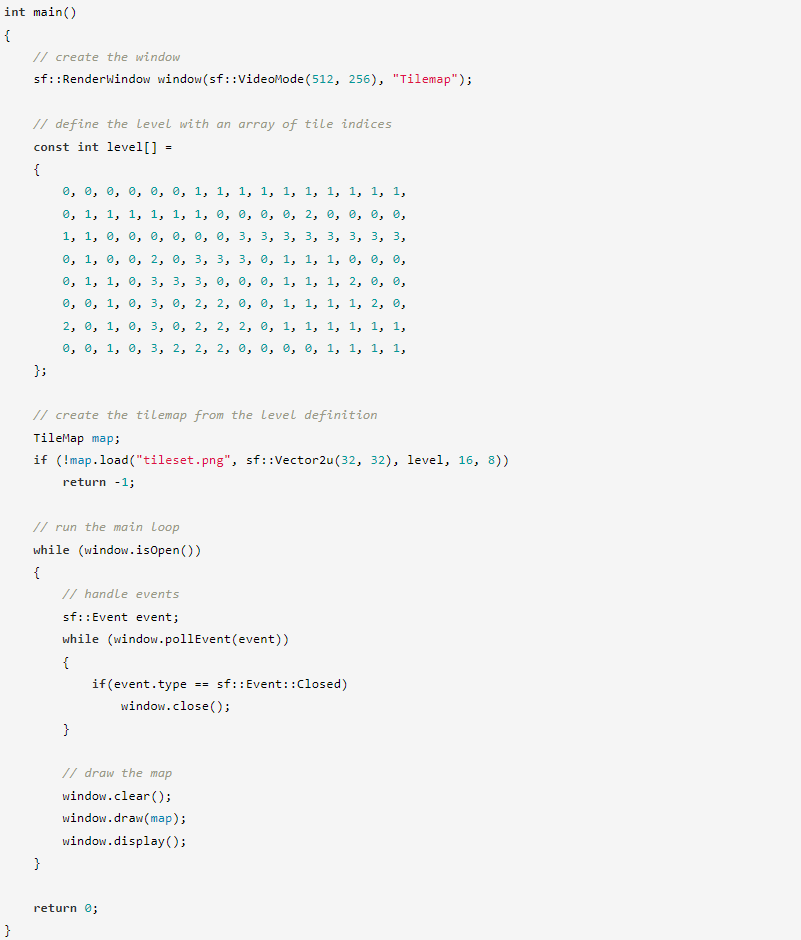 int main()
{
    // create the window
    sf::RenderWindow window(sf::VideoMode(512, 256), "Tilemap");

    // define the level with an array of tile indices
    const int level[] =
    {
        0, 0, 0, 0, 0, 0, 1, 1, 1, 1, 1, 1, 1, 1, 1, 1,
        0, 1, 1, 1, 1, 1, 1, 0, 0, 0, 0, 2, 0, 0, 0, 0,
        1, 1, 0, 0, 0, 0, 0, 0, 3, 3, 3, 3, 3, 3, 3, 3,
        0, 1, 0, 0, 2, 0, 3, 3, 3, 0, 1, 1, 1, 0, 0, 0,
        0, 1, 1, 0, 3, 3, 3, 0, 0, 0, 1, 1, 1, 2, 0, 0,
        0, 0, 1, 0, 3, 0, 2, 2, 0, 0, 1, 1, 1, 1, 2, 0,
        2, 0, 1, 0, 3, 0, 2, 2, 2, 0, 1, 1, 1, 1, 1, 1,
        0, 0, 1, 0, 3, 2, 2, 2, 0, 0, 0, 0, 1, 1, 1, 1,
    };

    // create the tilemap from the level definition
    TileMap map;
    if (!map.load("tileset.png", sf::Vector2u(32, 32), level, 16, 8))
        return -1;

    // run the main loop
    while (window.isOpen())
    {
        // handle events
        sf::Event event;
        while (window.pollEvent(event))
        {
            if(event.type == sf::Event::Closed)
                window.close();
        }

        // draw the map
        window.clear();
        window.draw(map);
        window.display();
    }

    return 0;
}